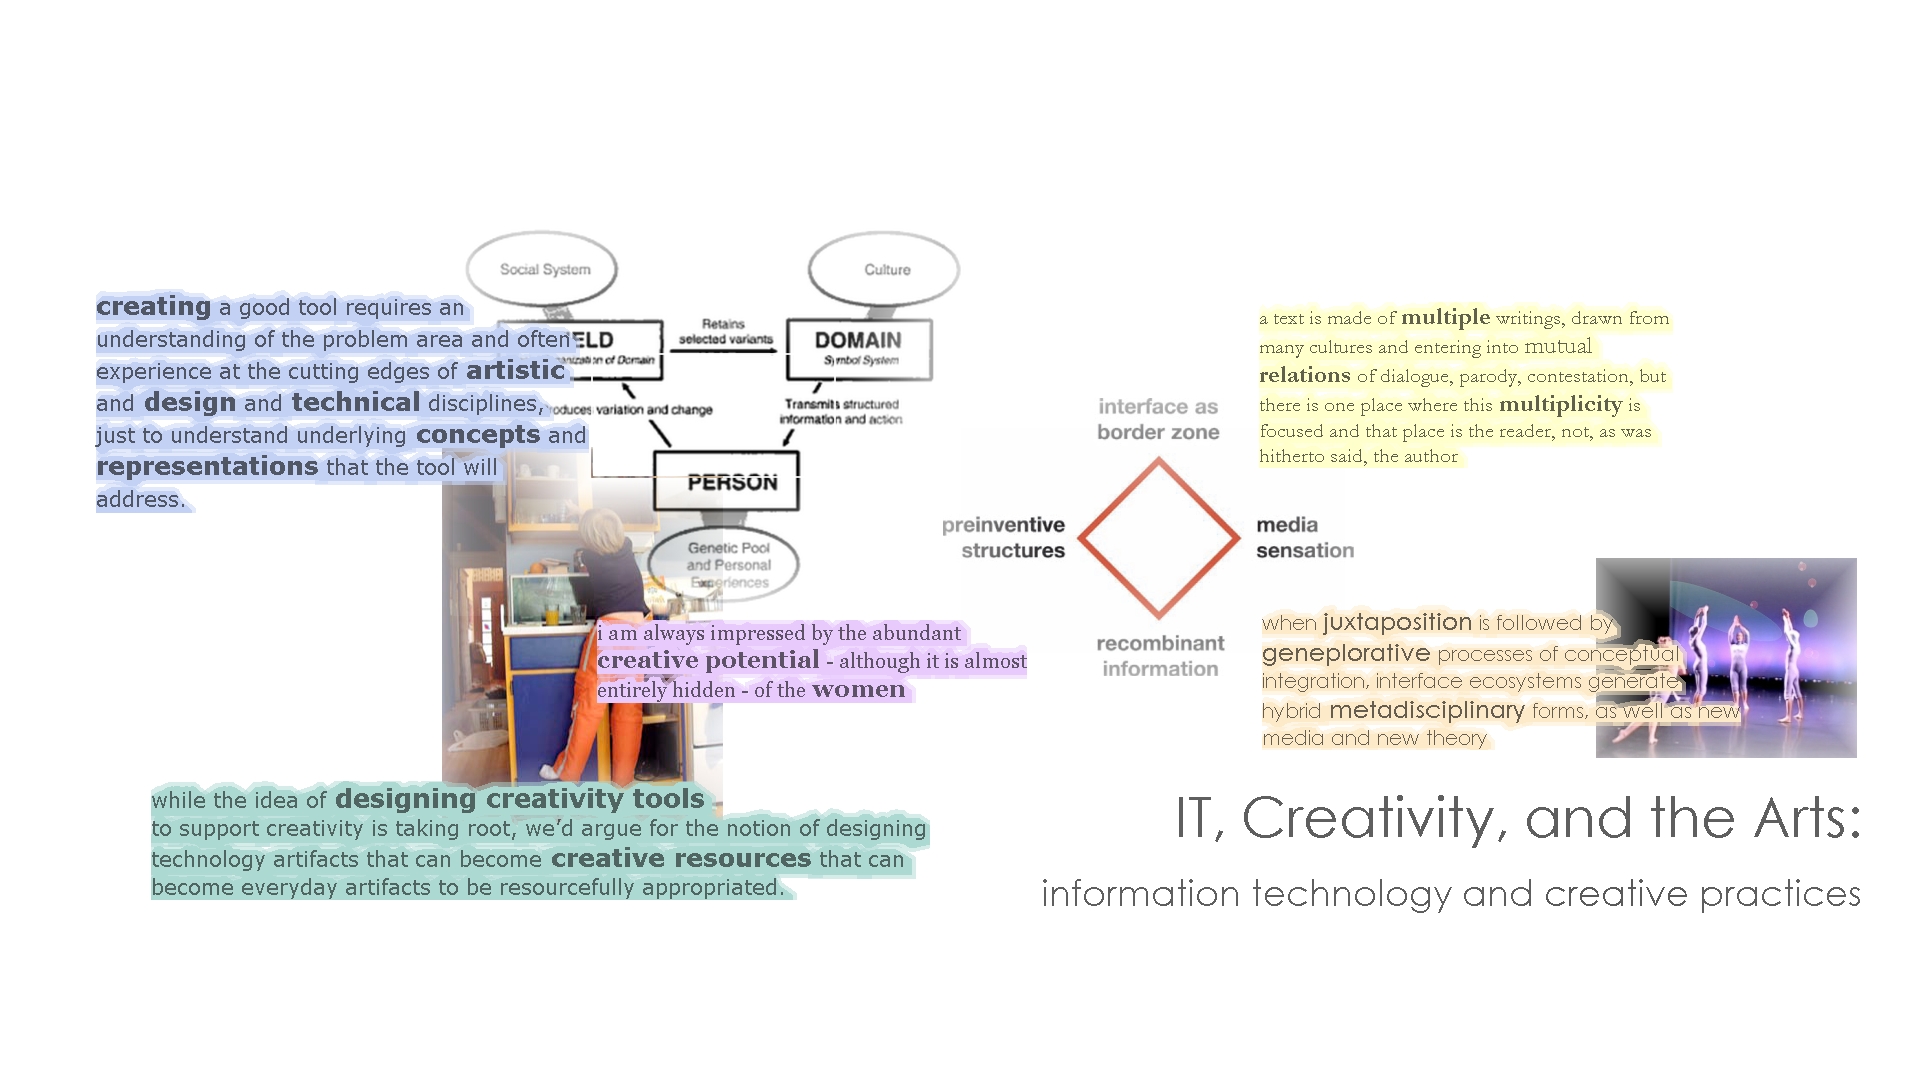 Social System
Culture
creating a good tool requires an
understanding of the problem area and often
experience at the cutting edges of artistic
and design and technical disciplines,
just to understand underlying concepts and
representations that the tool will
address.
ELD
of Domain
Retains
selected variants
DOMAIN
Symbol System
variation and change
Transmits structured
information and action
PERSON
Genetic Pool
and Personal
Experiences
i am always impressed by the abundant
creative potential - although it is almost
entirely hidden - of the women
while the idea of designing creativity tools
to support creativity is taking root, we’d argue for the notion of designing
technology artifacts that can become creative resources that can
become everyday artifacts to be resourcefully appropriated.
interface as
border zone
preinventive
structures
media
sensation
recombinant
information
a text is made of multiple writings, drawn from
many cultures and entering into mutual
relations of dialogue, parody, contestation, but
there is one place where this multiplicity is
focused and that place is the reader, not, as was
hitherto said, the author
when juxtaposition is followed by
geneplorative processes of conceptual
integration, interface ecosystems generate
hybrid metadisciplinary forms, as well as new
media and new theory
IT, Creativity, and the Arts:
information technology and creative practices